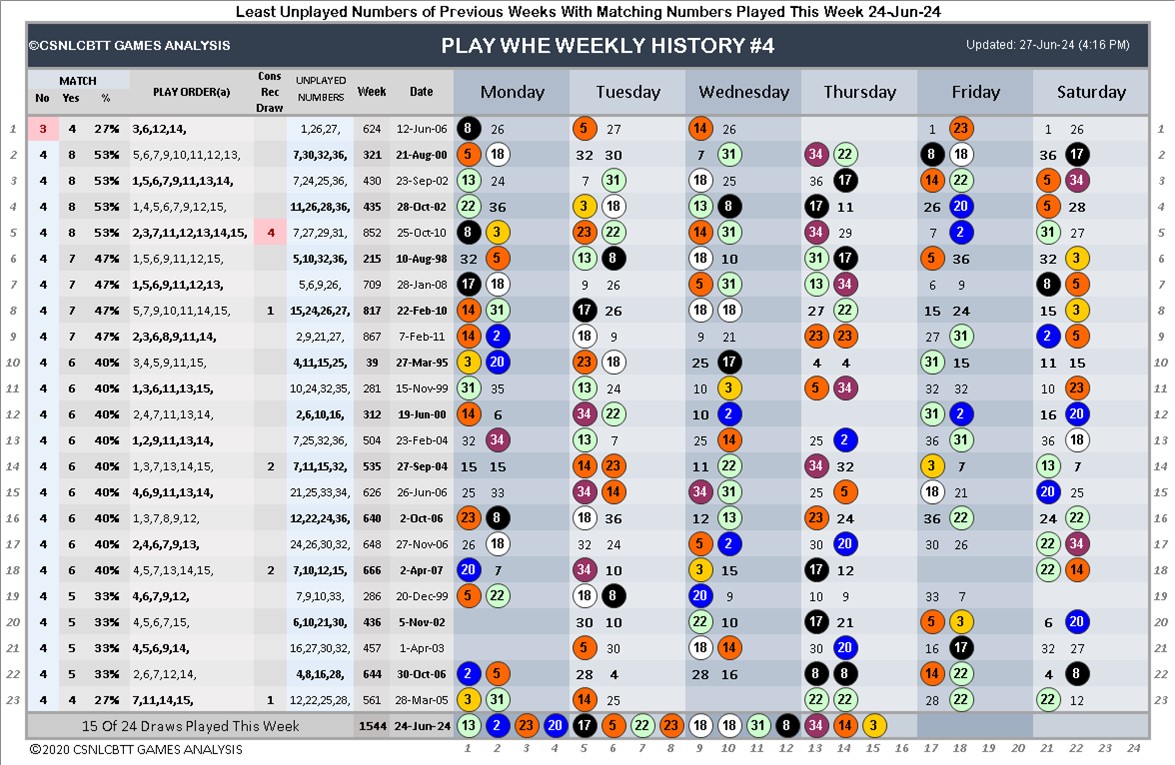 Least Unplayed Numbers of Previous Weeks With Matching Numbers Played This Week 24-Jun-24
©CSNLCBTT GAMES ANALYSIS PLAY WHE WEEKLY HISTORY #4 Updated: 27-Jun-24 (4:16 PM)
MATCH Cons UNPLAYED
No Yes % PLAY ORDER(a) Rec NUMBERS Week Date Monday Tuesday Wednesday Thursday Friday Saturday
Draw
1 3 4 27% 3,6,12,14, 1,26,27, 624 12-Jun-06 8 26 5 27 14 26 1 23 1 26 1
2 4 8 53% 5,6,7,9,10,11,12,13, 7,30,32,36, 321 21-Aug-00 5 18 32 30 7 31 34 22 8 18 36 17 2
3 4 8 53% 1,5,6,7,9,11,13,14, 7,24,25,36, 430 23-Sep-02 13 24 7 31 18 25 36 17 14 22 5 34 3
4 4 8 53% 1,4,5,6,7,9,12,15, 11,26,28,36, 435 28-Oct-02 22 36 3 18 13 8 17 11 26 20 5 28 4
5 4 8 53% 2,3,7,11,12,13,14,15, 4 7,27,29,31, 852 25-Oct-10 8 3 23 22 14 31 34 29 7 2 31 27 5
6 4 7 47% 1,5,6,9,11,12,15, 5,10,32,36, 215 10-Aug-98 32 5 13 8 18 10 31 17 5 36 32 3 6
7 4 7 47% 1,5,6,9,11,12,13, 5,6,9,26, 709 28-Jan-08 17 18 9 26 5 31 13 34 6 9 8 5 7
8 4 7 47% 5,7,9,10,11,14,15, 1 15,24,26,27, 817 22-Feb-10 14 31 17 26 18 18 27 22 15 24 15 3 8
9 4 7 47% 2,3,6,8,9,11,14, 2,9,21,27, 867 7-Feb-11 14 2 18 9 9 21 23 23 27 31 2 5 9
10 4 6 40% 3,4,5,9,11,15, 4,11,15,25, 39 27-Mar-95 3 20 23 18 25 17 4 4 31 15 11 15 10
11 4 6 40% 1,3,6,11,13,15, 10,24,32,35, 281 15-Nov-99 31 35 13 24 10 3 5 34 32 32 10 23 11
12 4 6 40% 2,4,7,11,13,14, 2,6,10,16, 312 19-Jun-00 14 6 34 22 10 2 31 2 16 20 12
13 4 6 40% 1,2,9,11,13,14, 7,25,32,36, 504 23-Feb-04 32 34 13 7 25 14 25 2 36 31 36 18 13
14 4 6 40% 1,3,7,13,14,15, 2 7,11,15,32, 535 27-Sep-04 15 15 14 23 11 22 34 32 3 7 13 7 14
15 4 6 40% 4,6,9,11,13,14, 21,25,33,34, 626 26-Jun-06 25 33 34 14 34 31 25 5 18 21 20 25 15
16 4 6 40% 1,3,7,8,9,12, 12,22,24,36, 640 2-Oct-06 23 8 18 36 12 13 23 24 36 22 24 22 16
17 4 6 40% 2,4,6,7,9,13, 24,26,30,32, 648 27-Nov-06 26 18 32 24 5 2 30 20 30 26 22 34 17
18 4 6 40% 4,5,7,13,14,15, 2 7,10,12,15, 666 2-Apr-07 20 7 34 10 3 15 17 12 22 14 18
19 4 5 33% 4,6,7,9,12, 7,9,10,33, 286 20-Dec-99 5 22 18 8 20 9 10 9 33 7 19
20 4 5 33% 4,5,6,7,15, 6,10,21,30, 436 5-Nov-02 30 10 22 10 17 21 5 3 6 20 20
21 4 5 33% 4,5,6,9,14, 16,27,30,32, 457 1-Apr-03 5 30 18 14 30 20 16 17 32 27 21
22 4 5 33% 2,6,7,12,14, 4,8,16,28, 644 30-Oct-06 2 5 28 4 28 16 8 8 14 22 4 8 22
23 4 4 27% 7,11,14,15, 1 12,22,25,28, 561 28-Mar-05 3 31 14 25 22 22 28 22 22 12 23
15 Of 24 Draws Played This Week 1544 24-Jun-24 13 2 23 20 17 5 22 23 18 18 31 8 34 14 3
©2020 CSNLCBTT GAMES ANALYSIS 1 2 3 4 5 6 7 8 9 10 11 12 13 14 15 16 17 18 19 20 21 22 23 24